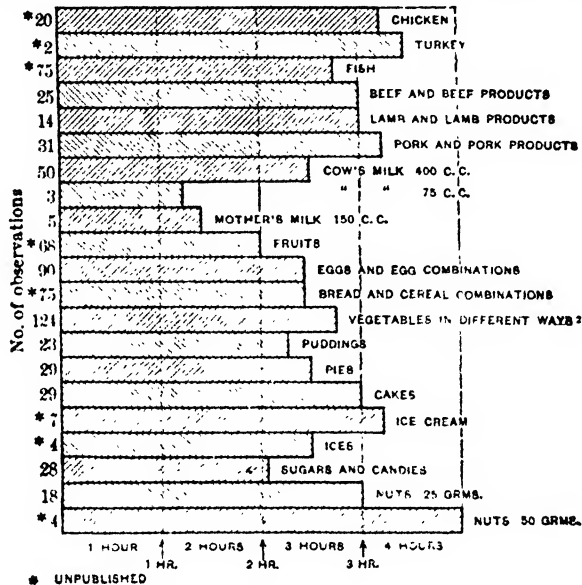 No. of observations
*20 CHICKEN
*2 TURKEY
*75 FISH
25 BEEF AND BEEF PRODUCTS
14 LAMB AND LAMB PRODUCTS
31 PORK AND PORK PRODUCTS
50 COW'S MILK 400 C.C.
3 " " 75 C.C.
5 MOTHER'S MILK 150 C.C.
*68 FRUITS
90 EGGS AND EGG COMBINATIONS
*75 BREAD AND CEREAL COMBINATIONS
124 VEGETABLES IN DIFFERENT WAYS²
23 PUDDINGS
29 PIES
29 CAKES
*7 ICE CREAM
*4 ICES
28 SUGARS AND CANDIES
18 NUTS 25 GRMS.
*4 NUTS 50 GRMS.
1 HOUR 2 HOURS 3 HOURS 4 HOURS
1 HR. 2 HR. 3 HR.
* UNPUBLISHED